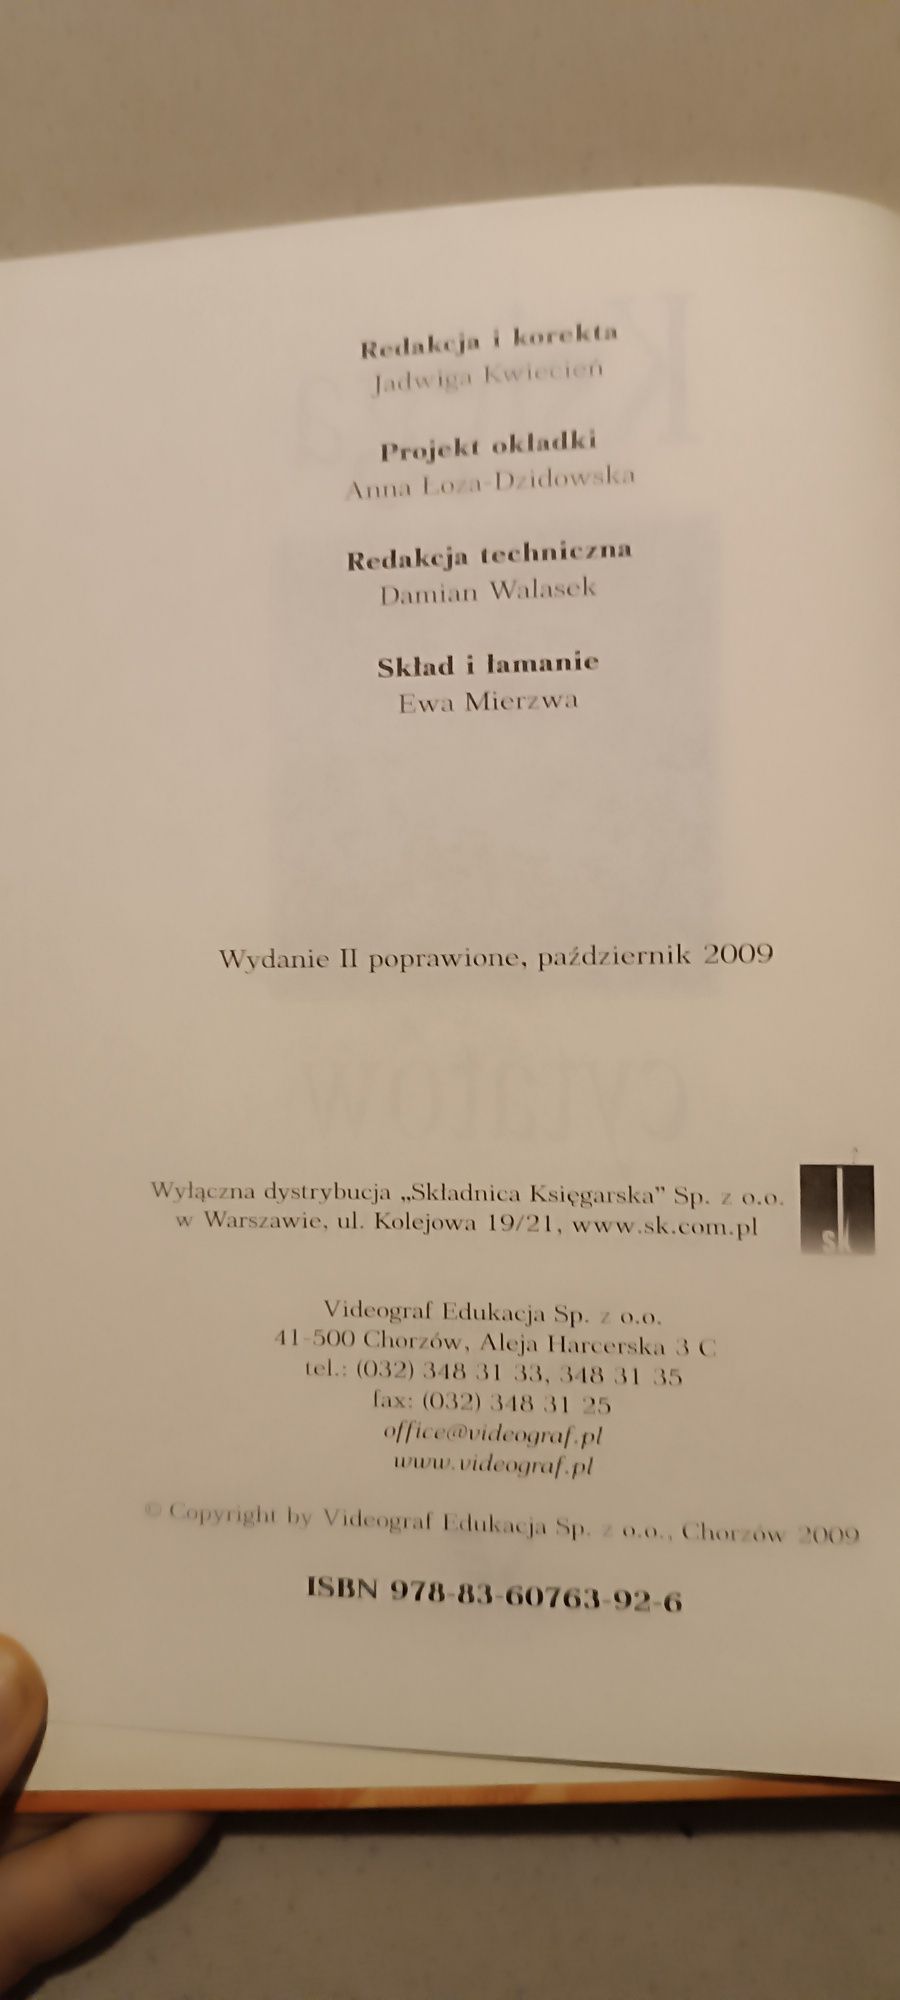 Redakcja i korekta
Jadwiga Kwiecień
Projekt okładki
Anna Łoza-Dzidowska
Redakcja techniczna
Damian Walasek
Skład i łamanie
Ewa Mierzwa
Wydanie II poprawione, październik 2009
cytatów
Wyłączna dystrybucja „Składnica Księgarska” Sp. z o.o.
w Warszawie, ul. Kolejowa 19/21, www.sk.com.pl
sk
Videograf Edukacja Sp. z o.o.
41-500 Chorzów, Aleja Harcerska 3 C
tel.: (032) 348 31 33, 348 31 35
fax: (032) 348 31 25
office@videograf.pl
www.videograf.pl
© Copyright by Videograf Edukacja Sp. z o.o., Chorzów 2009
ISBN 978-83-60763-92-6